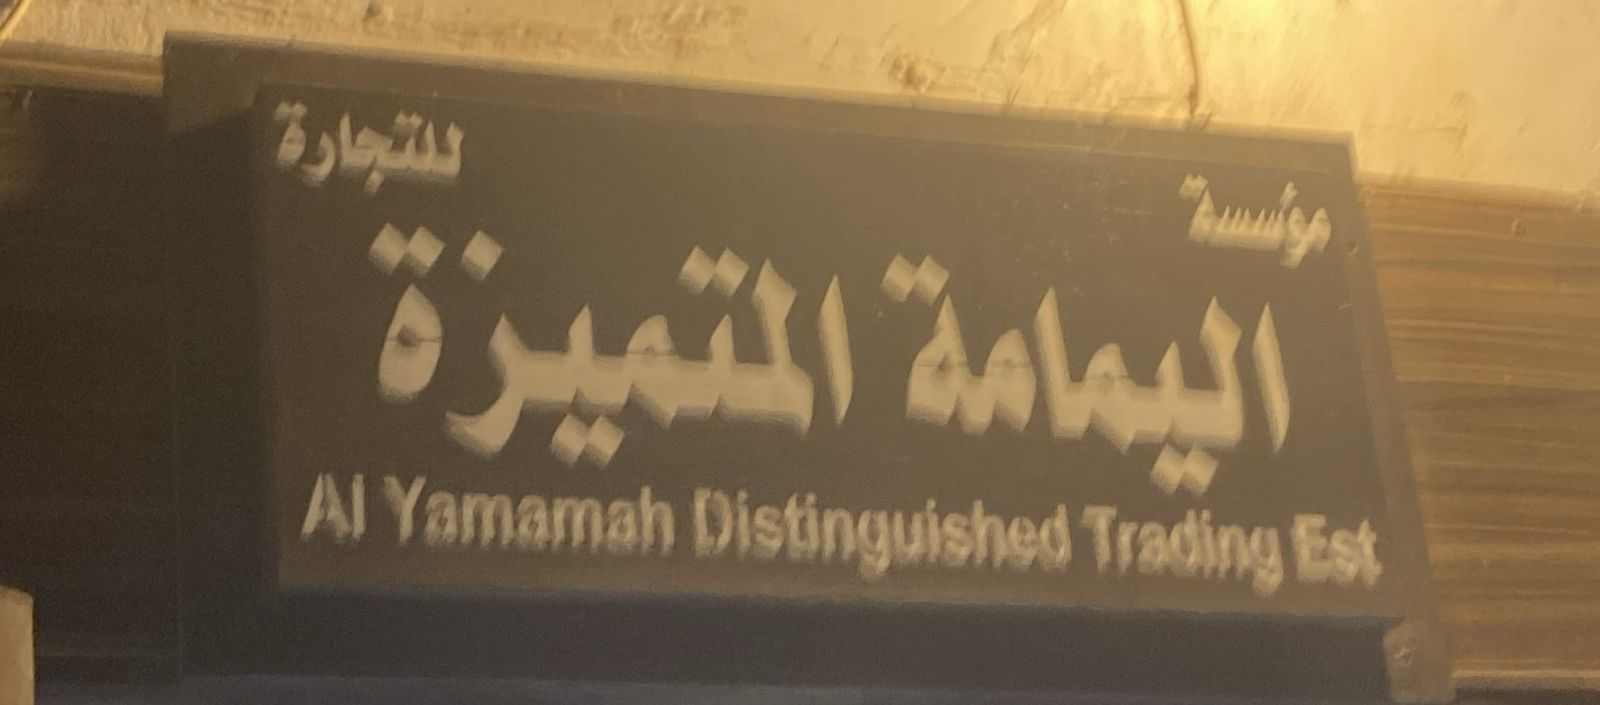 مؤسسة
اليمامة المتميزة
للتجارة
Al Yamamah Distinguished Trading Est